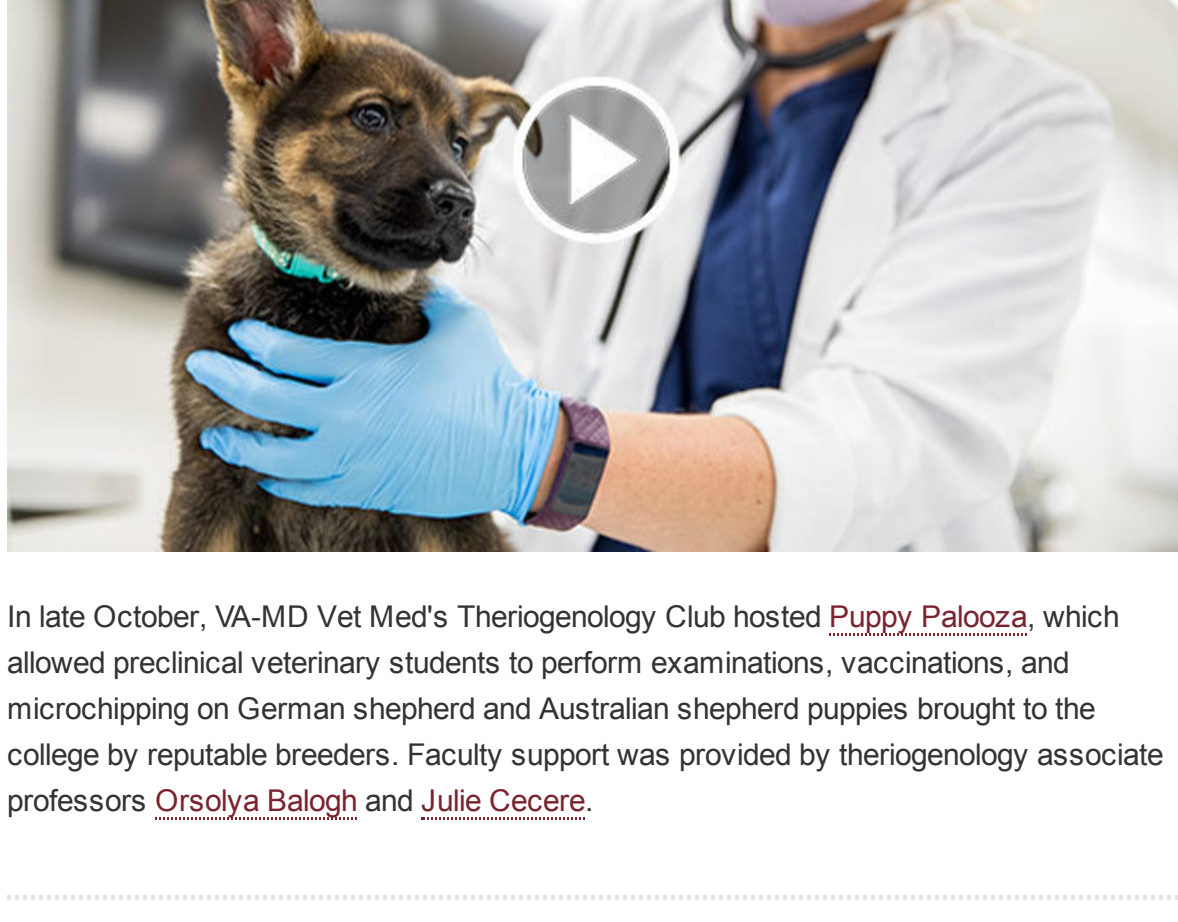 In late October, VA-MD Vet Med's Theriogenology Club hosted Puppy Palooza, which
allowed preclinical veterinary students to perform examinations, vaccinations, and
microchipping on German shepherd and Australian shepherd puppies brought to the
college by reputable breeders. Faculty support was provided by theriogenology associate
professors Orsolya Balogh and Julie Cecere.